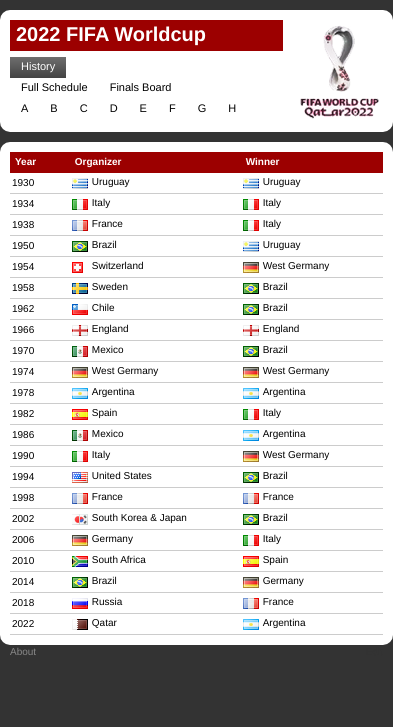 2022 FIFA Worldcup
History
Full Schedule Finals Board
A B C D E F G H
FIFA WORLD CUP
Qatar2022
Year Organizer Winner
1930 Uruguay Uruguay
1934 Italy Italy
1938 France Italy
1950 Brazil Uruguay
1954 Switzerland West Germany
1958 Sweden Brazil
1962 Chile Brazil
1966 England England
1970 Mexico Brazil
1974 West Germany West Germany
1978 Argentina Argentina
1982 Spain Italy
1986 Mexico Argentina
1990 Italy West Germany
1994 United States Brazil
1998 France France
2002 South Korea & Japan Brazil
2006 Germany Italy
2010 South Africa Spain
2014 Brazil Germany
2018 Russia France
2022 Qatar Argentina
About